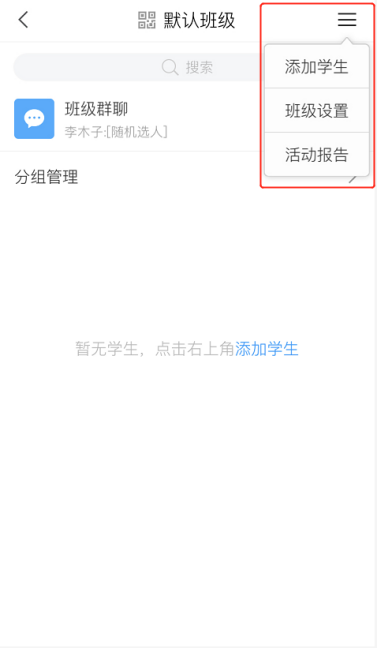 默认班级
搜索
添加学生
班级设置
活动报告
班级群聊
李木子:[随机选人]
分组管理
暂无学生，点击右上角添加学生